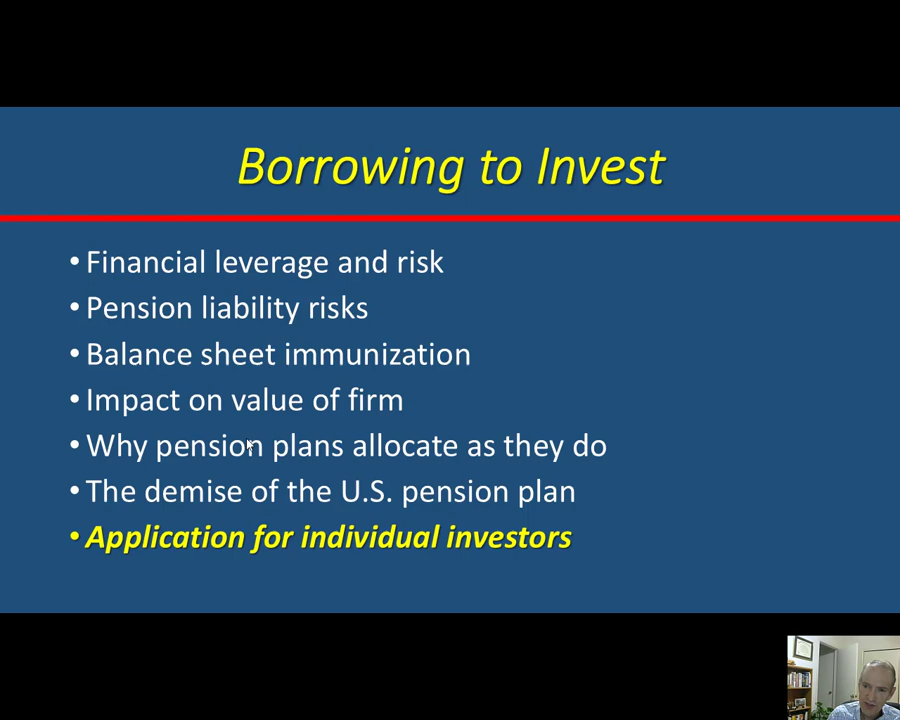 Borrowing to Invest
• Financial leverage and risk
• Pension liability risks
• Balance sheet immunization
• Impact on value of firm
• Why pension plans allocate as they do
• The demise of the U.S. pension plan
• Application for individual investors